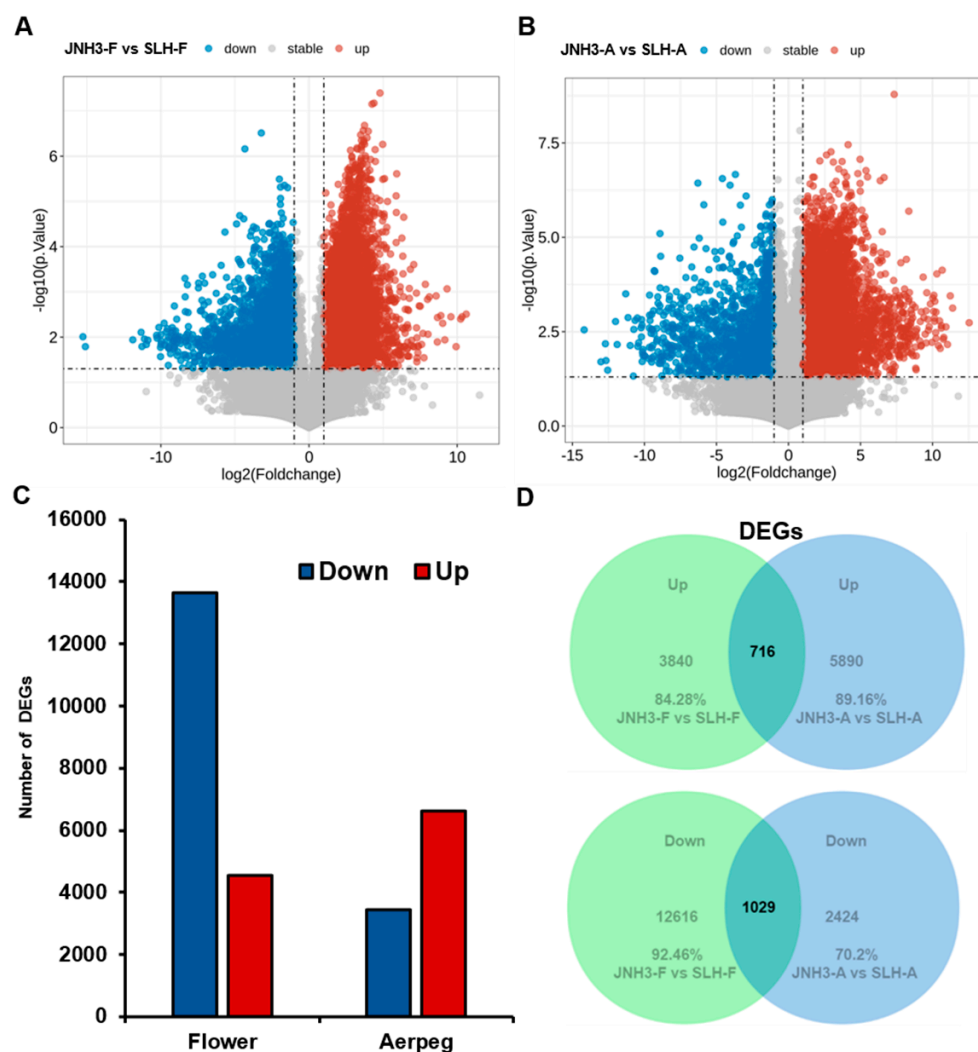 A
JNH3-F vs SLH-F down stable up
-log10(p.Value)
6
4
2
0
-10 0 10
log2(Foldchange)
B
JNH3-A vs SLH-A down stable up
-log10(p.Value)
7.5
5.0
2.5
0.0
-15 -10 -5 0 5 10
log2(Foldchange)
C
Number of DEGs
16000
14000
12000
10000
8000
6000
4000
2000
0
Down Up
Flower Aerpeg
D
DEGs
Up Up
3840 716 5890
84.28% 89.16%
JNH3-F vs SLH-F JNH3-A vs SLH-A
Down Down
12616 1029 2424
92.46% 70.2%
JNH3-F vs SLH-F JNH3-A vs SLH-A